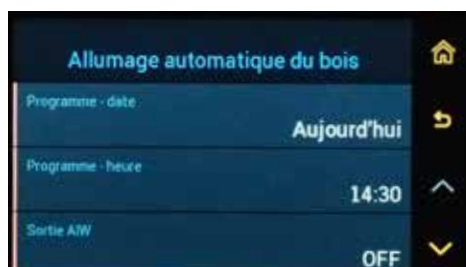 Allumage automatique du bois
Programme - date
Aujourd'hui
Programme - heure
14:30
Sortie AIW
OFF